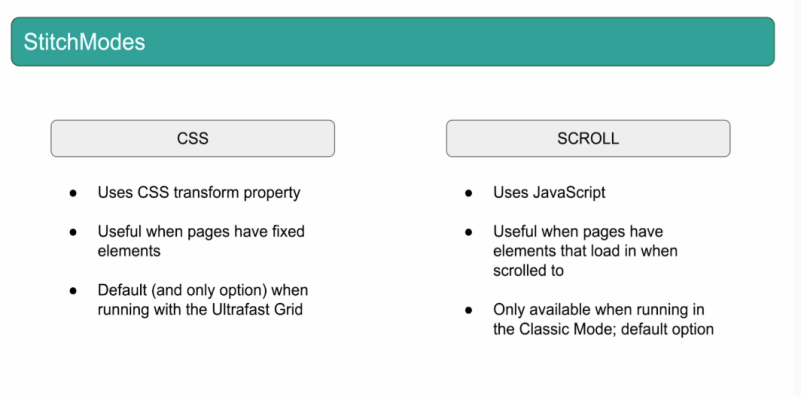 StitchModes
CSS
● Uses CSS transform property
● Useful when pages have fixed
elements
● Default (and only option) when
running with the Ultrafast Grid
SCROLL
● Uses JavaScript
● Useful when pages have
elements that load in when
scrolled to
● Only available when running in
the Classic Mode; default option